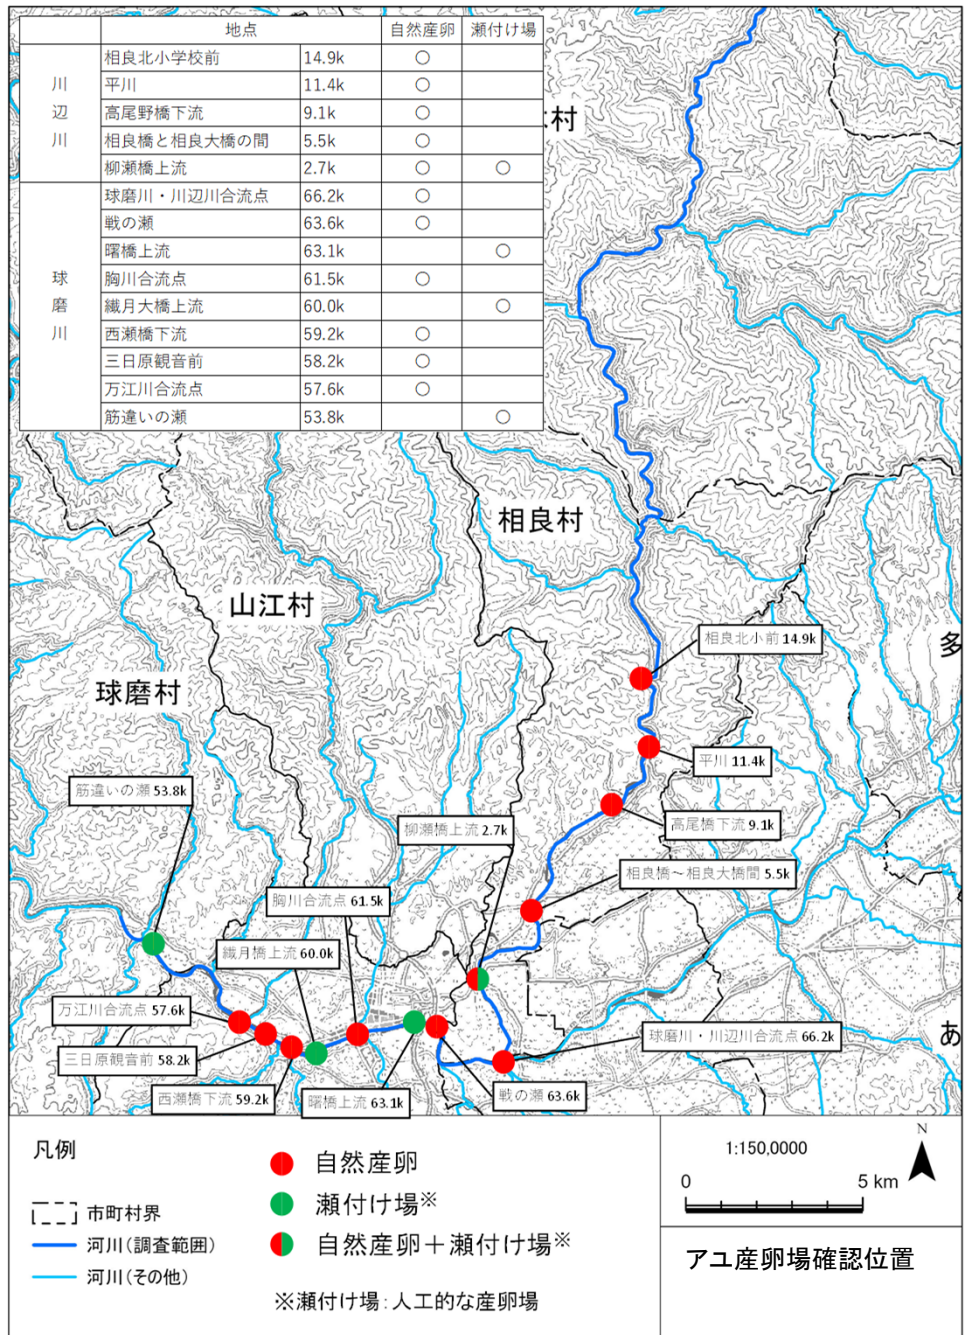 地点 自然産卵 瀬付け場
川辺川
相良北小学校前 14.9k ○
平川 11.4k ○
高尾野橋下流 9.1k ○
相良橋と相良大橋の間 5.5k ○
柳瀬橋上流 2.7k ○ ○
球磨川
球磨川・川辺川合流点 66.2k ○
戦の瀬 63.6k ○
曙橋上流 63.1k ○
胸川合流点 61.5k ○
繊月大橋上流 60.0k ○
西瀬橋下流 59.2k ○
三日原観音前 58.2k ○
万江川合流点 57.6k ○
筋違いの瀬 53.8k ○
村
相良村
山江村
球磨村
多
あ
相良北小前 14.9k
平川 11.4k
高尾橋下流 9.1k
相良橋～相良大橋間 5.5k
柳瀬橋上流 2.7k
筋違いの瀬 53.8k
胸川合流点 61.5k
繊月橋上流 60.0k
万江川合流点 57.6k
三日原観音前 58.2k
西瀬橋下流 59.2k
曙橋上流 63.1k
戦の瀬 63.6k
球磨川・川辺川合流点 66.2k
凡例
市町村界
河川(調査範囲)
河川(その他)
自然産卵
瀬付け場※
自然産卵＋瀬付け場※
※瀬付け場：人工的な産卵場
N
1:150,0000
0 5 km
アユ産卵場確認位置